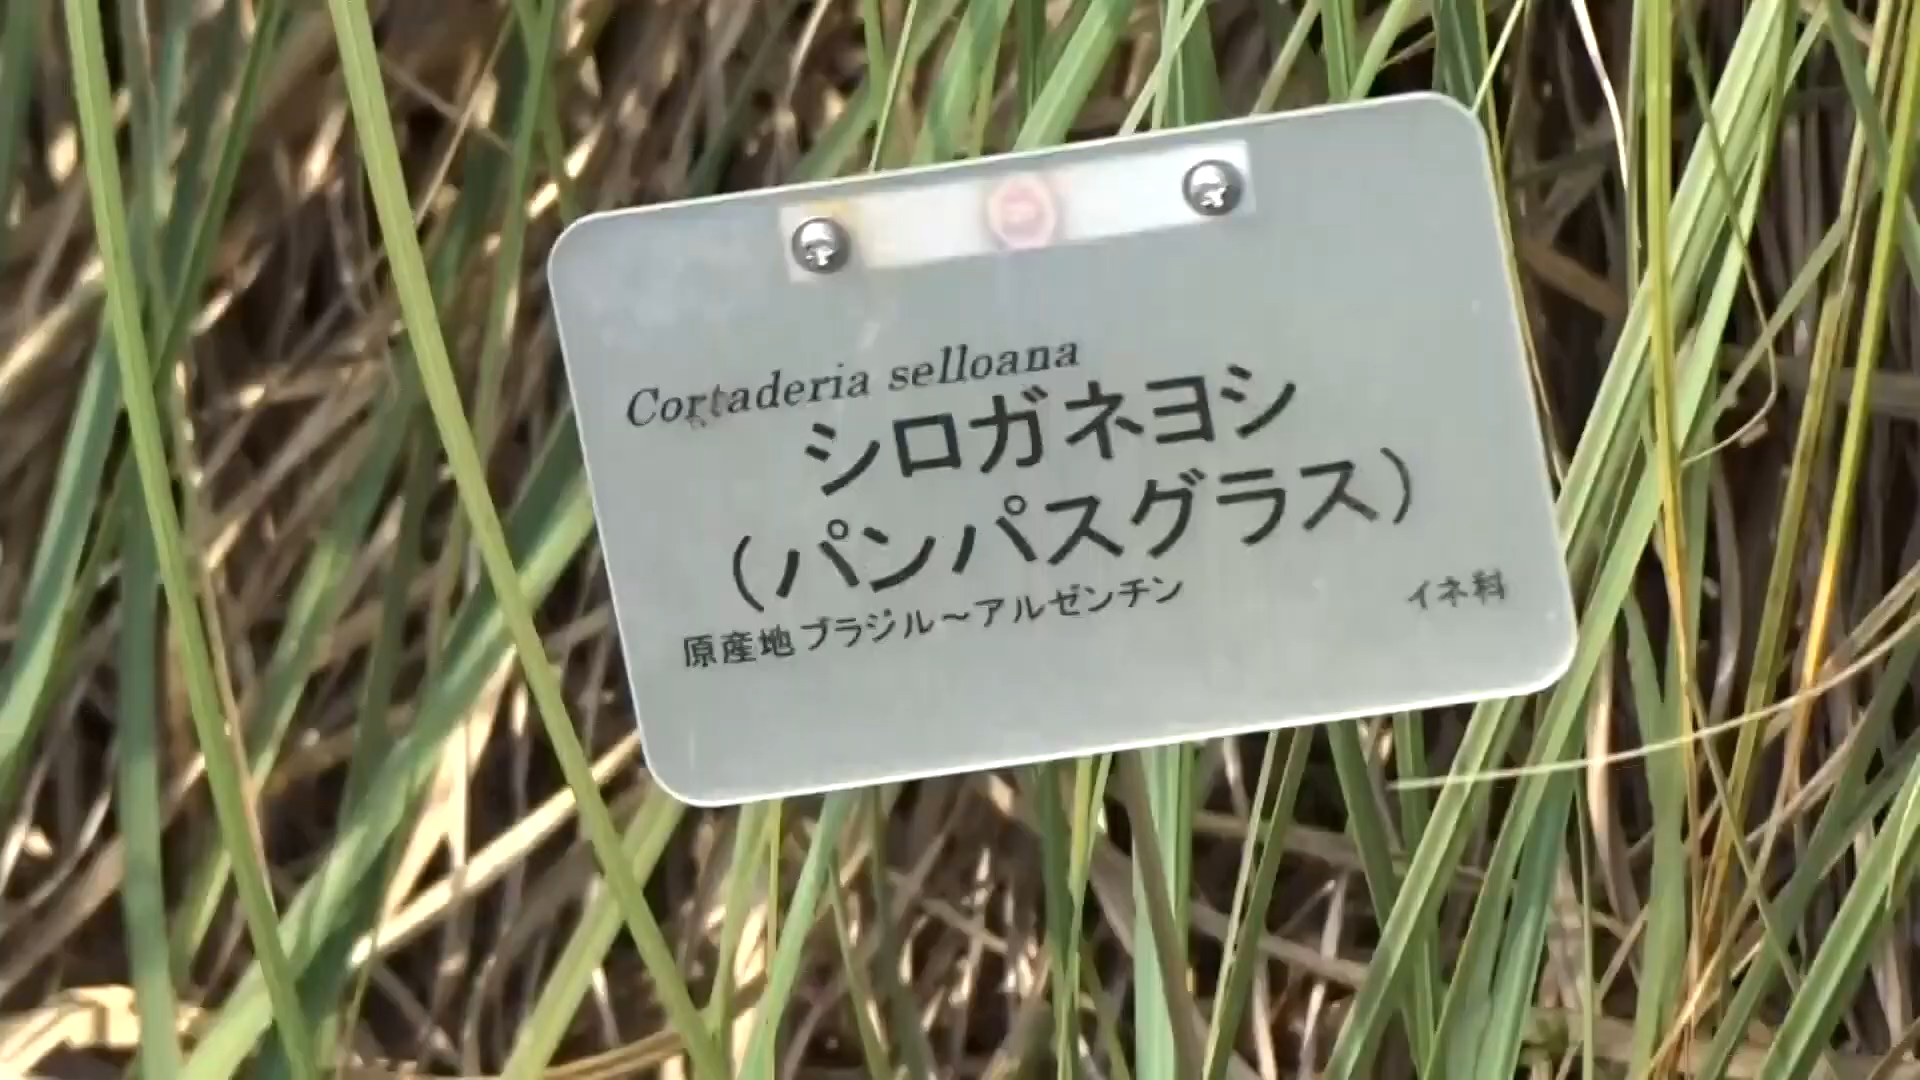 Cortaderia selloana
シロガネヨシ
（パンパスグラス）
原産地ブラジル～アルゼンチン
イネ科